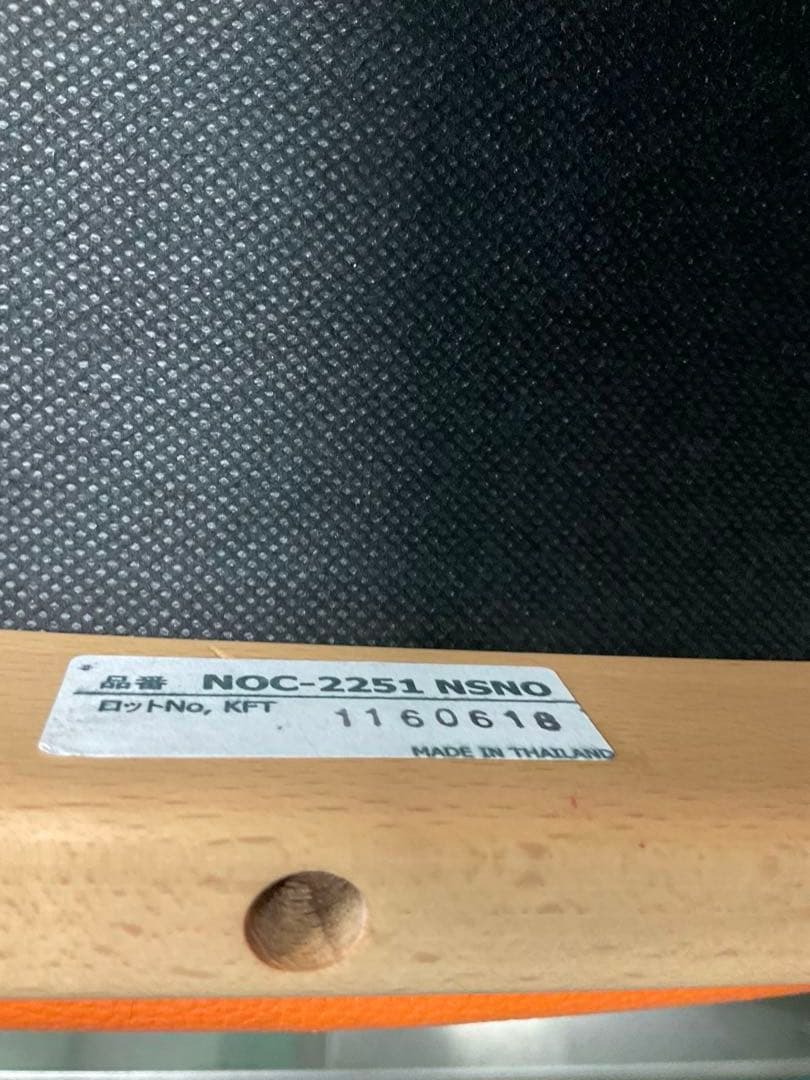 品番 NOC-2251 NSNO
ロットNo, KFT 1160618
MADE IN THAILAND